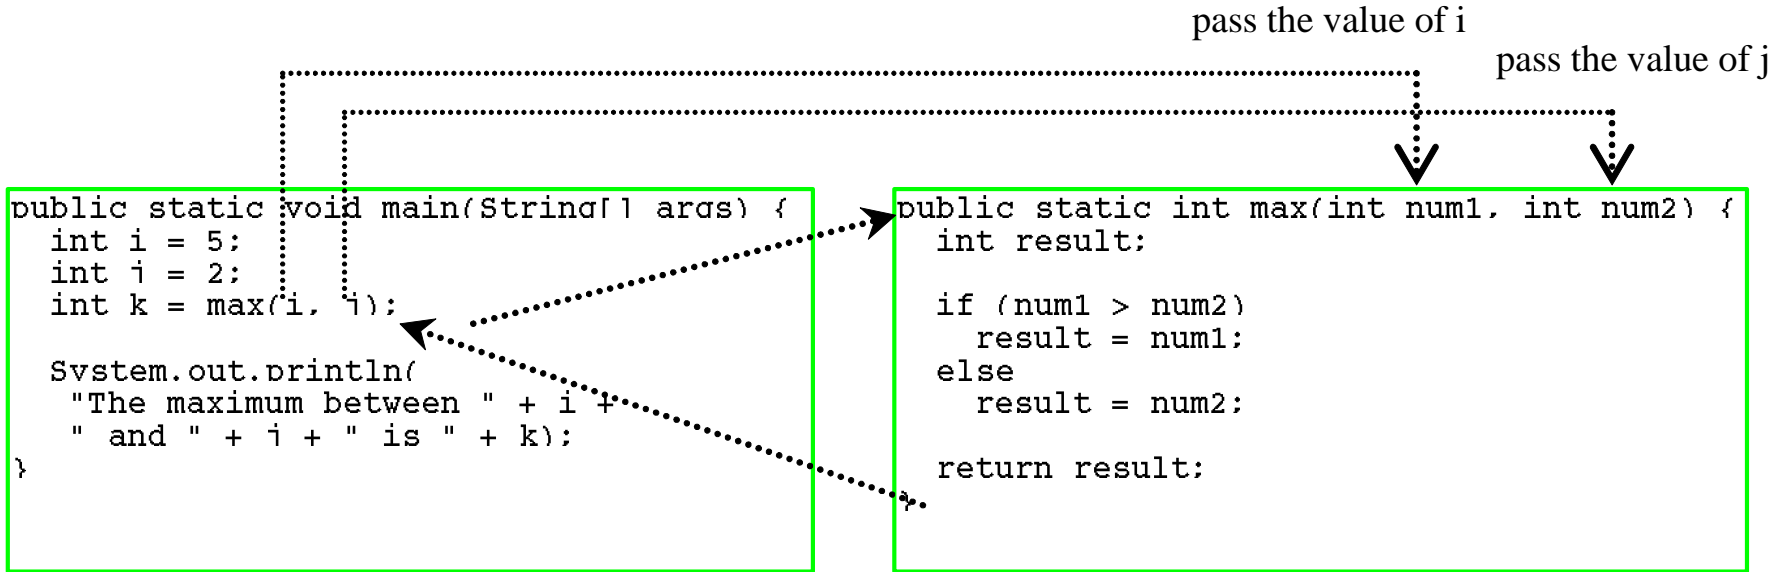 pass the value of i
pass the value of j
public static void main(String[] args) {
  int i = 5;
  int j = 2;
  int k = max(i, j);

  System.out.println(
   "The maximum between " + i +
   " and " + j + " is " + k);
}
public static int max(int num1, int num2) {
  int result;

  if (num1 > num2)
    result = num1;
  else
    result = num2;

  return result;
}